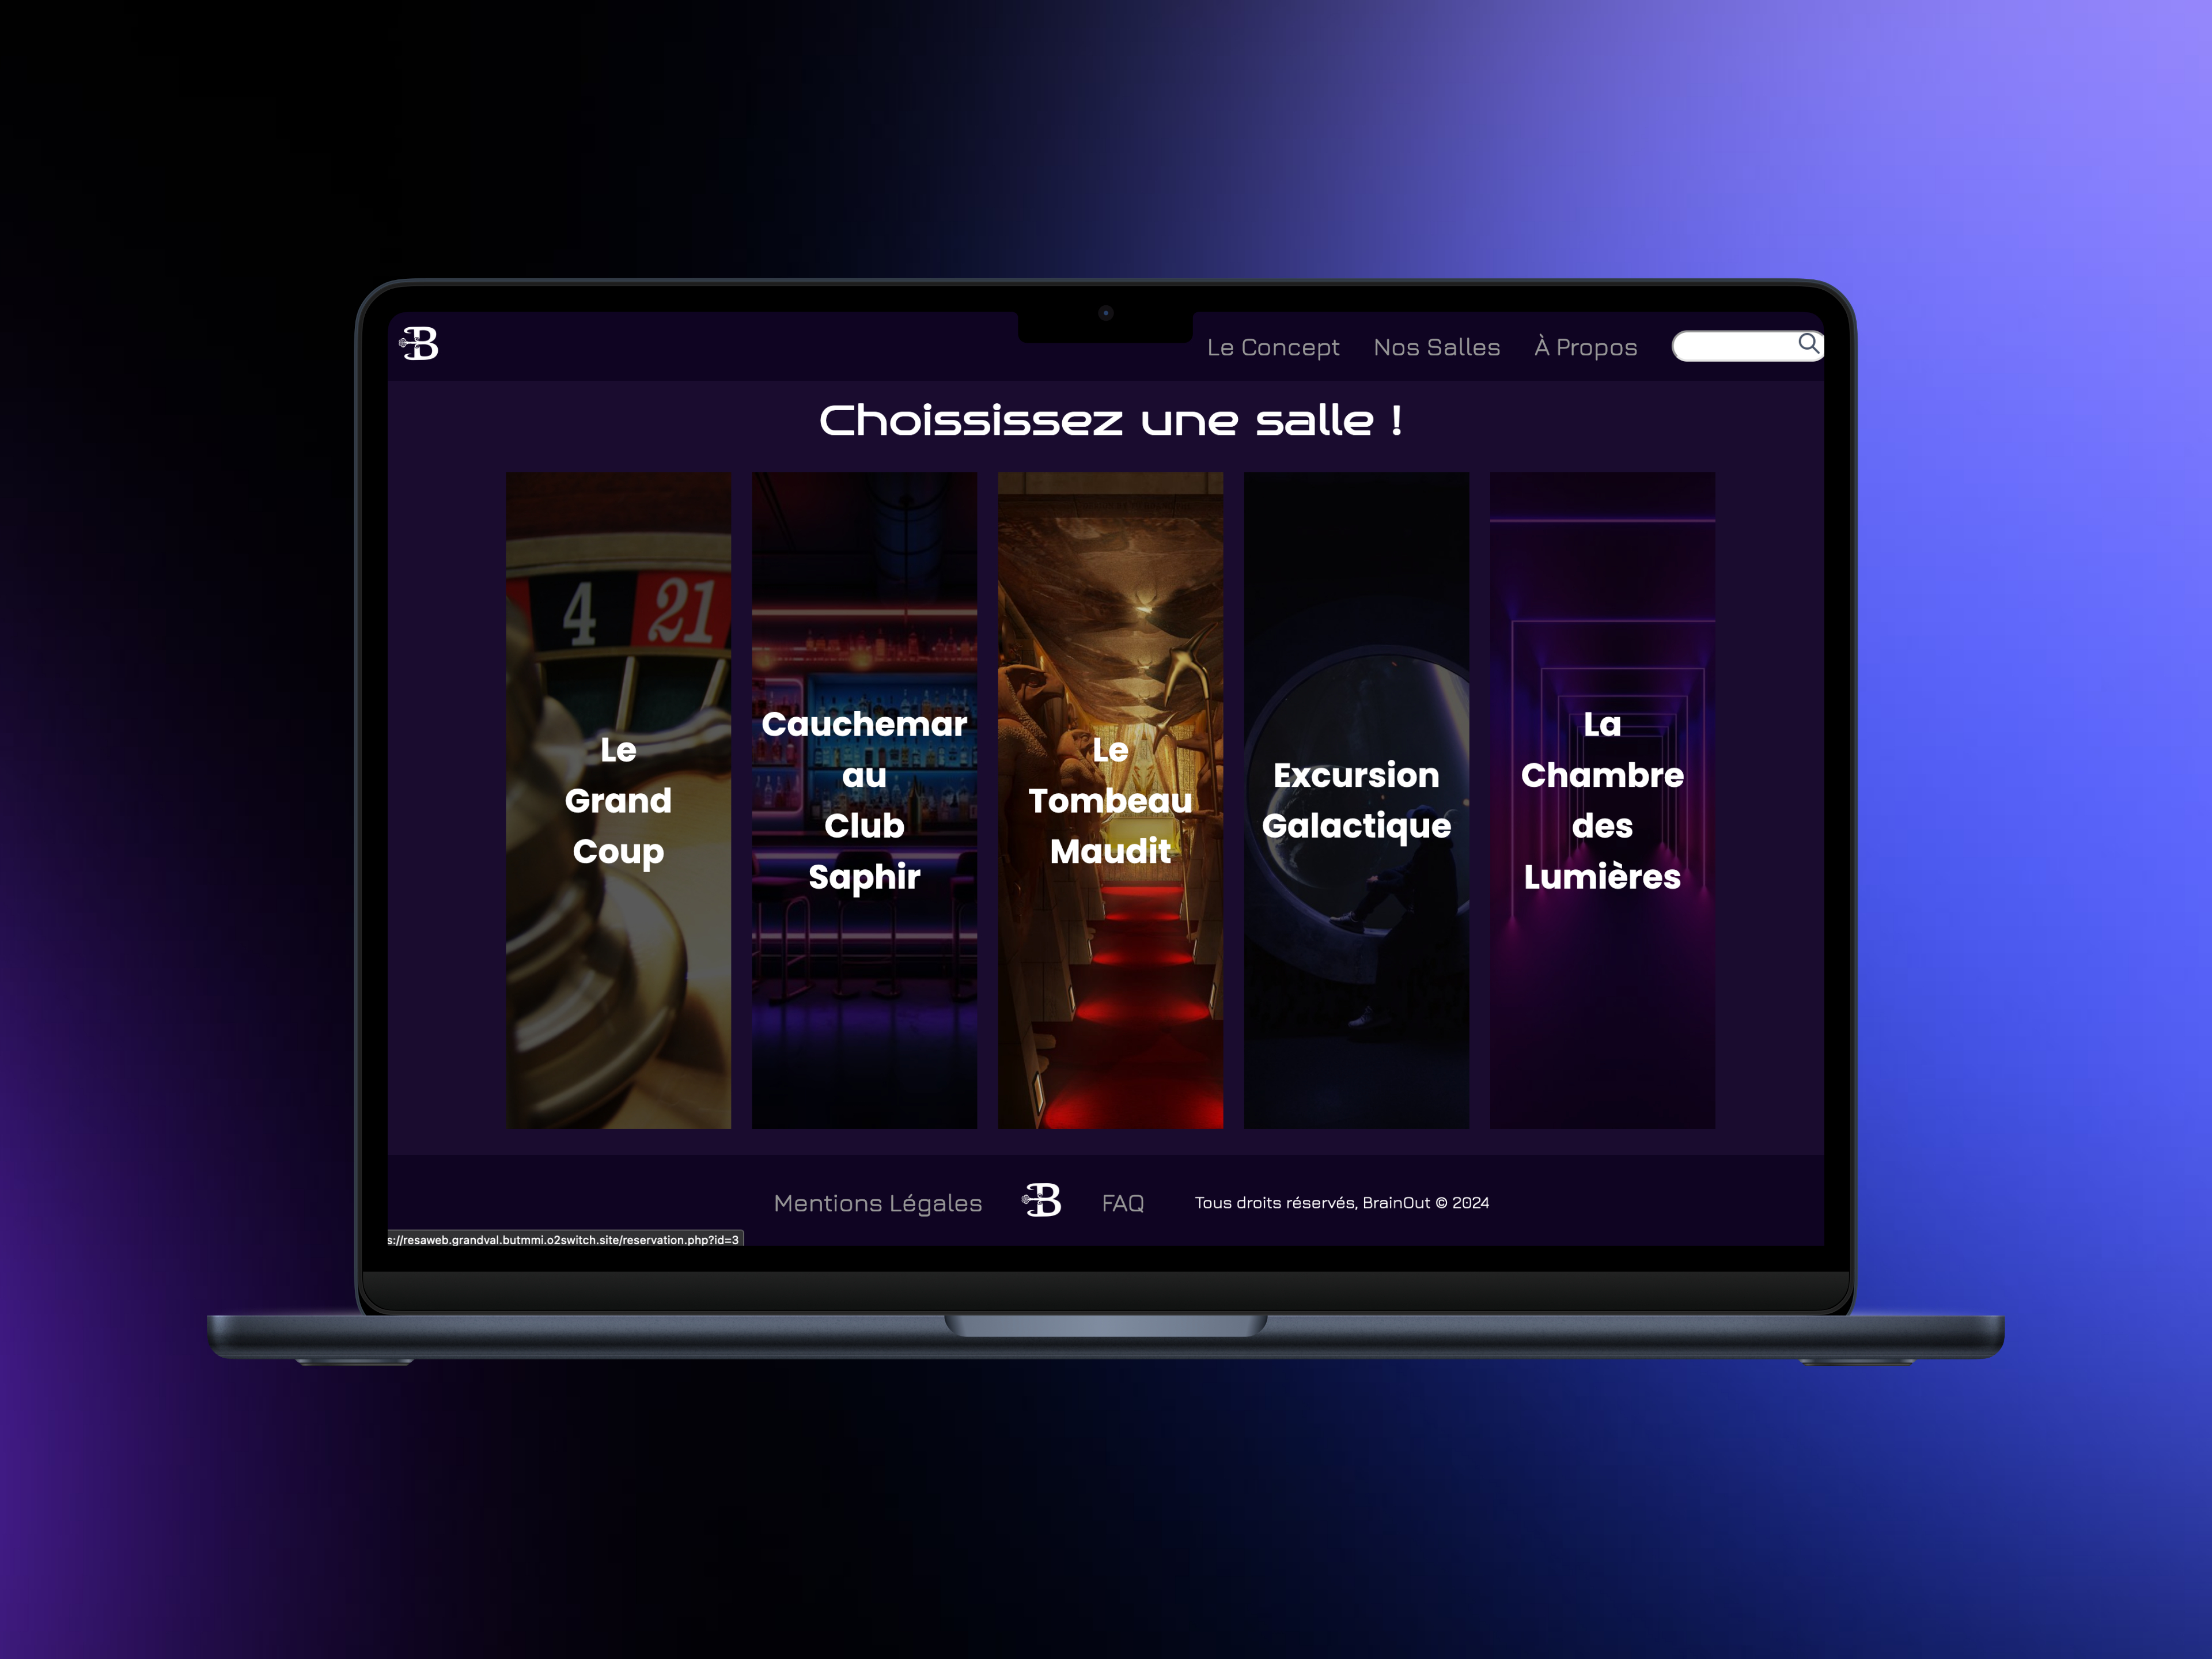 B
Le Concept Nos Salles À Propos
Choississez une salle !
4 21
Le
Grand
Coup
Cauchemar
au
Club
Saphir
Le
Tombeau
Maudit
Excursion
Galactique
La
Chambre
des
Lumières
Mentions Légales B FAQ Tous droits réservés, BrainOut © 2024
s://resaweb.grandval.butmmi.o2switch.site/reservation.php?id=3